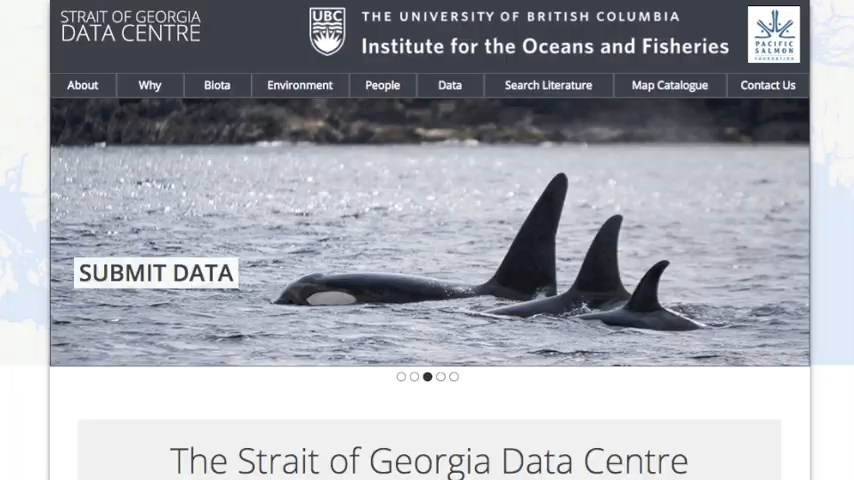 STRAIT OF GEORGIA
DATA CENTRE
UBC
THE UNIVERSITY OF BRITISH COLUMBIA
Institute for the Oceans and Fisheries
PACIFIC
SALMON
FOUNDATION
About
Why
Biota
Environment
People
Data
Search Literature
Map Catalogue
Contact Us
SUBMIT DATA
The Strait of Georgia Data Centre